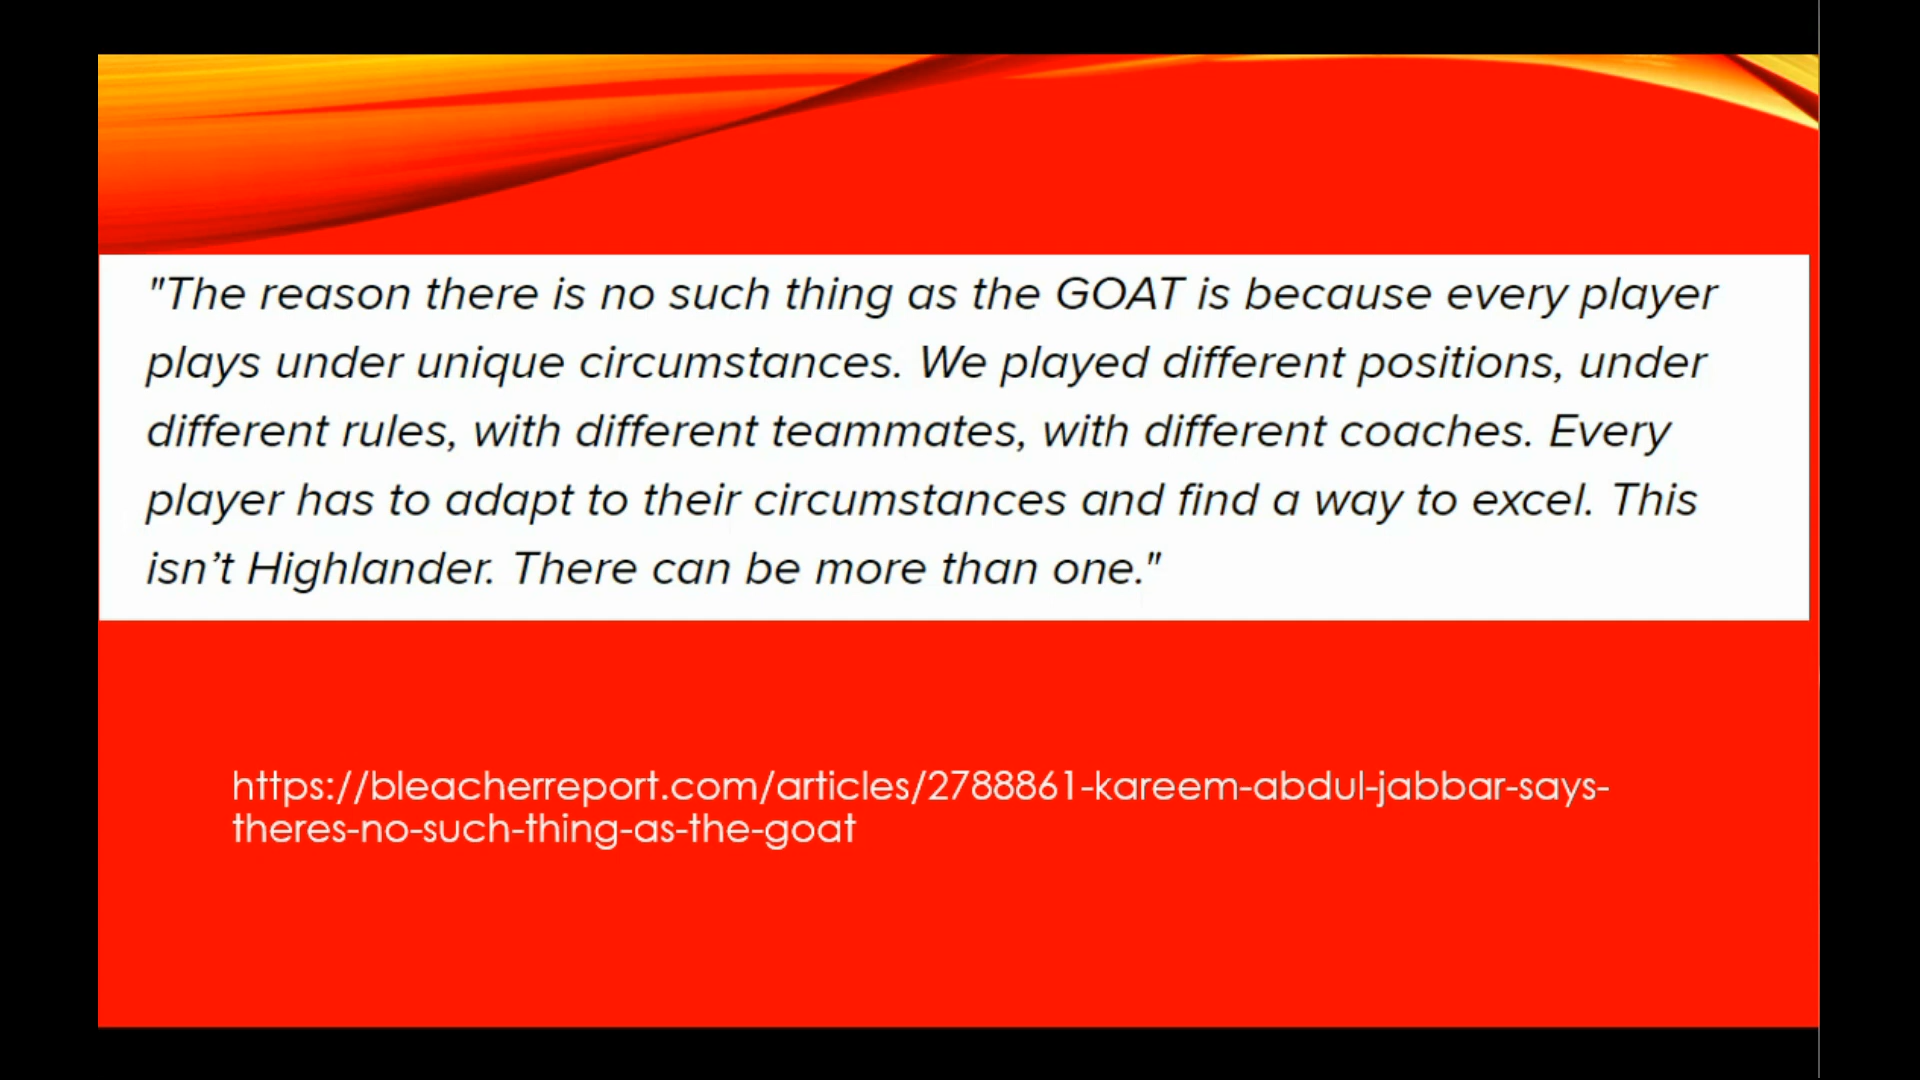 "The reason there is no such thing as the GOAT is because every player
plays under unique circumstances. We played different positions, under
different rules, with different teammates, with different coaches. Every
player has to adapt to their circumstances and find a way to excel. This
isn’t Highlander. There can be more than one."
https://bleacherreport.com/articles/2788861-kareem-abdul-jabbar-says-
theres-no-such-thing-as-the-goat